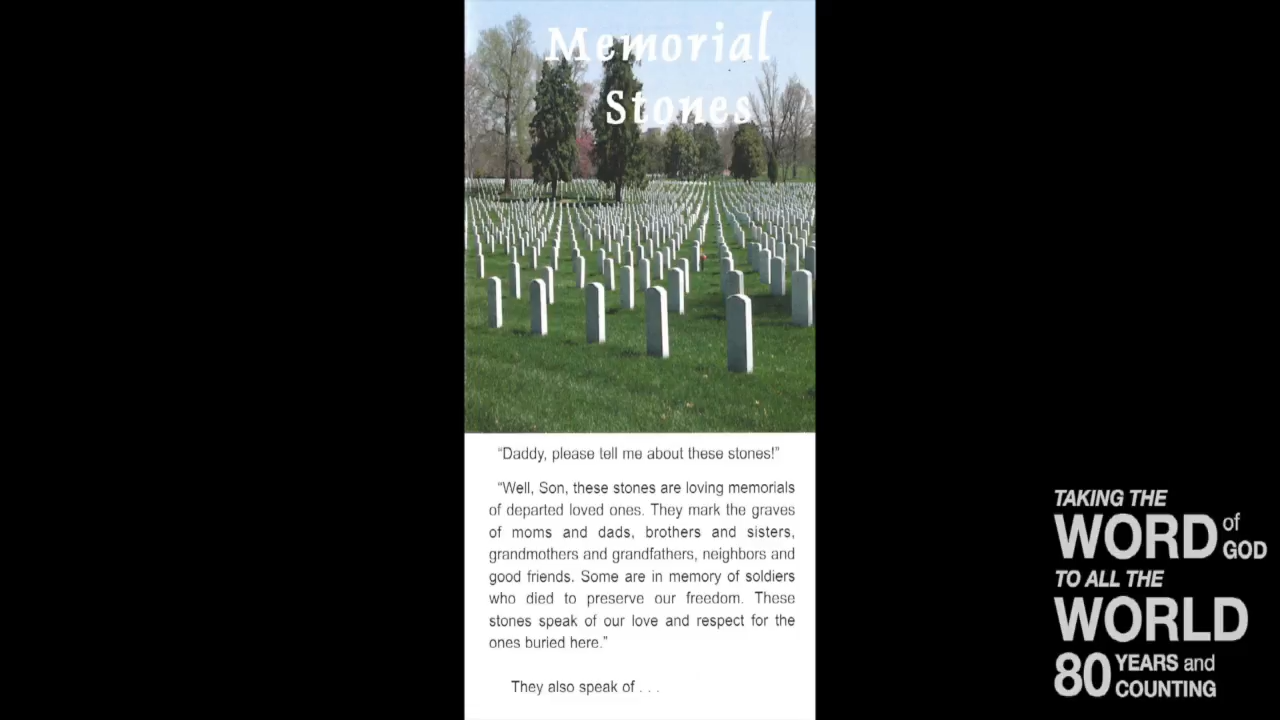 Memorial
Stones
“Daddy, please tell me about these stones!”
“Well, Son, these stones are loving memorials
of departed loved ones. They mark the graves
of moms and dads, brothers and sisters,
grandmothers and grandfathers, neighbors and
good friends. Some are in memory of soldiers
who died to preserve our freedom. These
stones speak of our love and respect for the
ones buried here.”
They also speak of . . .
TAKING THE
WORD of GOD
TO ALL THE
WORLD
80 YEARS and
COUNTING